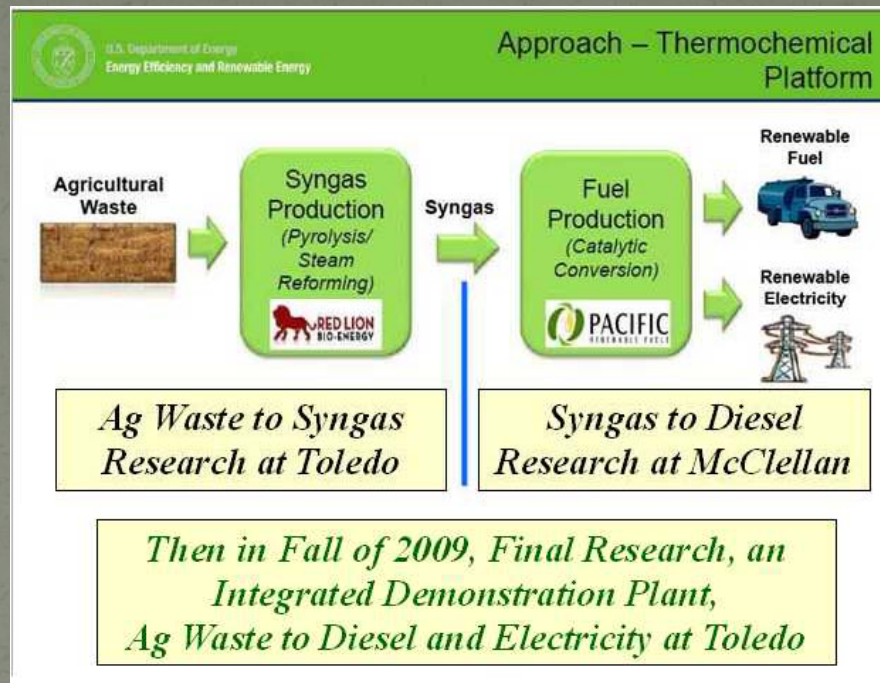 U.S. Department of Energy
Energy Efficiency and Renewable Energy
Approach – Thermochemical
Platform
Agricultural
Waste
Syngas
Production
(Pyrolysis/
Steam
Reforming)
RED LION
BIO-ENERGY
Syngas
Fuel
Production
(Catalytic
Conversion)
PACIFIC
RENEWABLE FUELS
Renewable
Fuel
Renewable
Electricity
Ag Waste to Syngas
Research at Toledo
Syngas to Diesel
Research at McClellan
Then in Fall of 2009, Final Research, an
Integrated Demonstration Plant,
Ag Waste to Diesel and Electricity at Toledo